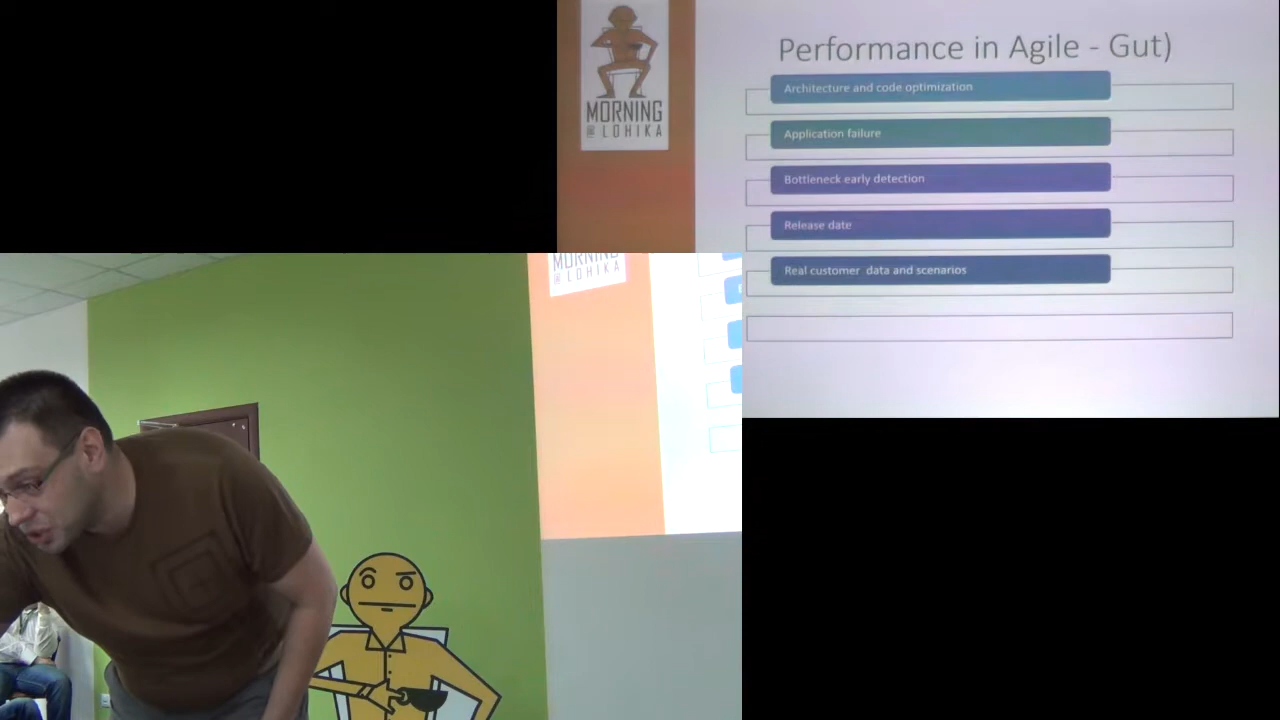 MORNING
@ LOHIKA
Performance in Agile - Gut)
Architecture and code optimization
Application failure
Bottleneck early detection
Release date
Real customer data and scenarios
MORNING
@ LOHIKA